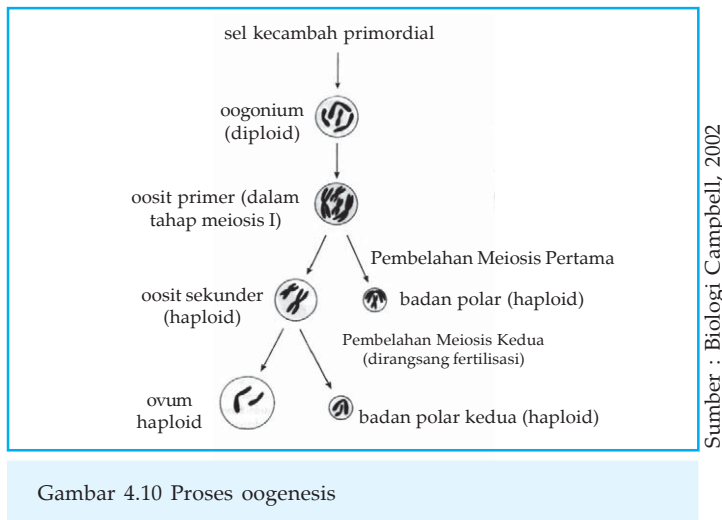 sel kecambah primordial
oogonium
(diploid)
oosit primer (dalam
tahap meiosis I)
Pembelahan Meiosis Pertama
oosit sekunder
(haploid)
badan polar (haploid)
Pembelahan Meiosis Kedua
(dirangsang fertilisasi)
ovum
haploid
badan polar kedua (haploid)
Sumber : Biologi Campbell, 2002
Gambar 4.10 Proses oogenesis